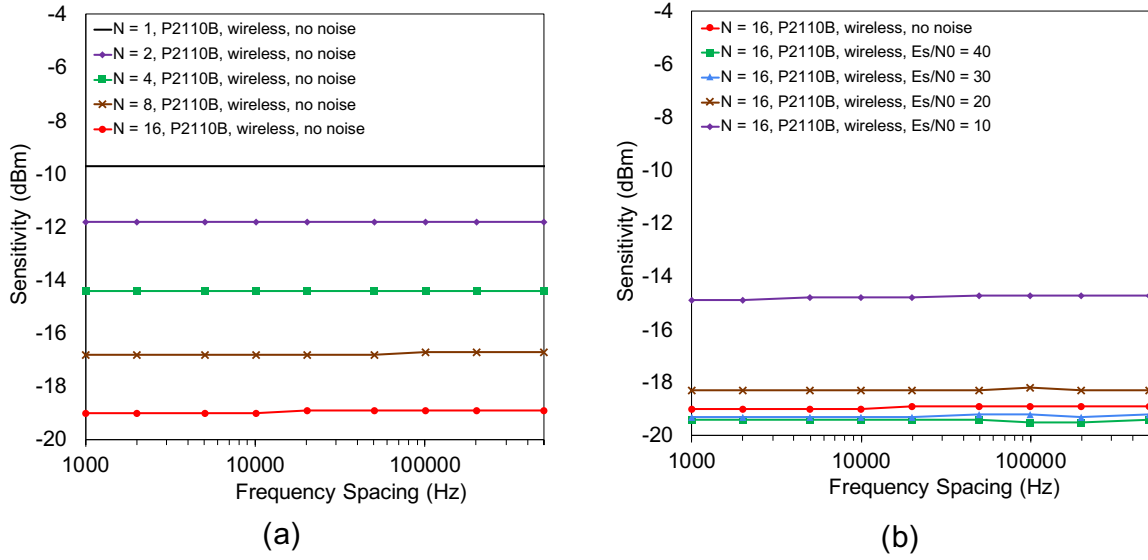 -4
-6
-8
-10
-12
-14
-16
-18
-20
Sensitivity (dBm)
N = 1, P2110B, wireless, no noise
N = 2, P2110B, wireless, no noise
N = 4, P2110B, wireless, no noise
N = 8, P2110B, wireless, no noise
N = 16, P2110B, wireless, no noise
1000
10000
100000
Frequency Spacing (Hz)
(a)
-4
-6
-8
-10
-12
-14
-16
-18
-20
Sensitivity (dBm)
N = 16, P2110B, wireless, no noise
N = 16, P2110B, wireless, Es/N0 = 40
N = 16, P2110B, wireless, Es/N0 = 30
N = 16, P2110B, wireless, Es/N0 = 20
N = 16, P2110B, wireless, Es/N0 = 10
1000
10000
100000
Frequency Spacing (Hz)
(b)